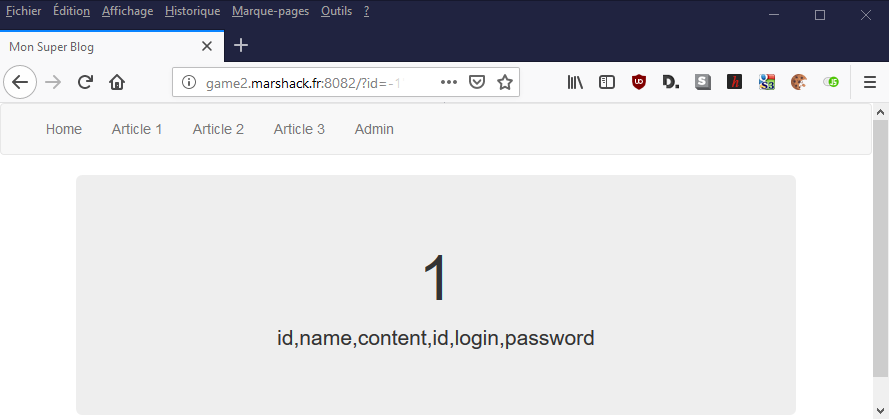 Fichier Édition Affichage Historique Marque-pages Outils ?
Mon Super Blog
game2.marshack.fr:8082/?id=-1
Home Article 1 Article 2 Article 3 Admin
1
id,name,content,id,login,password